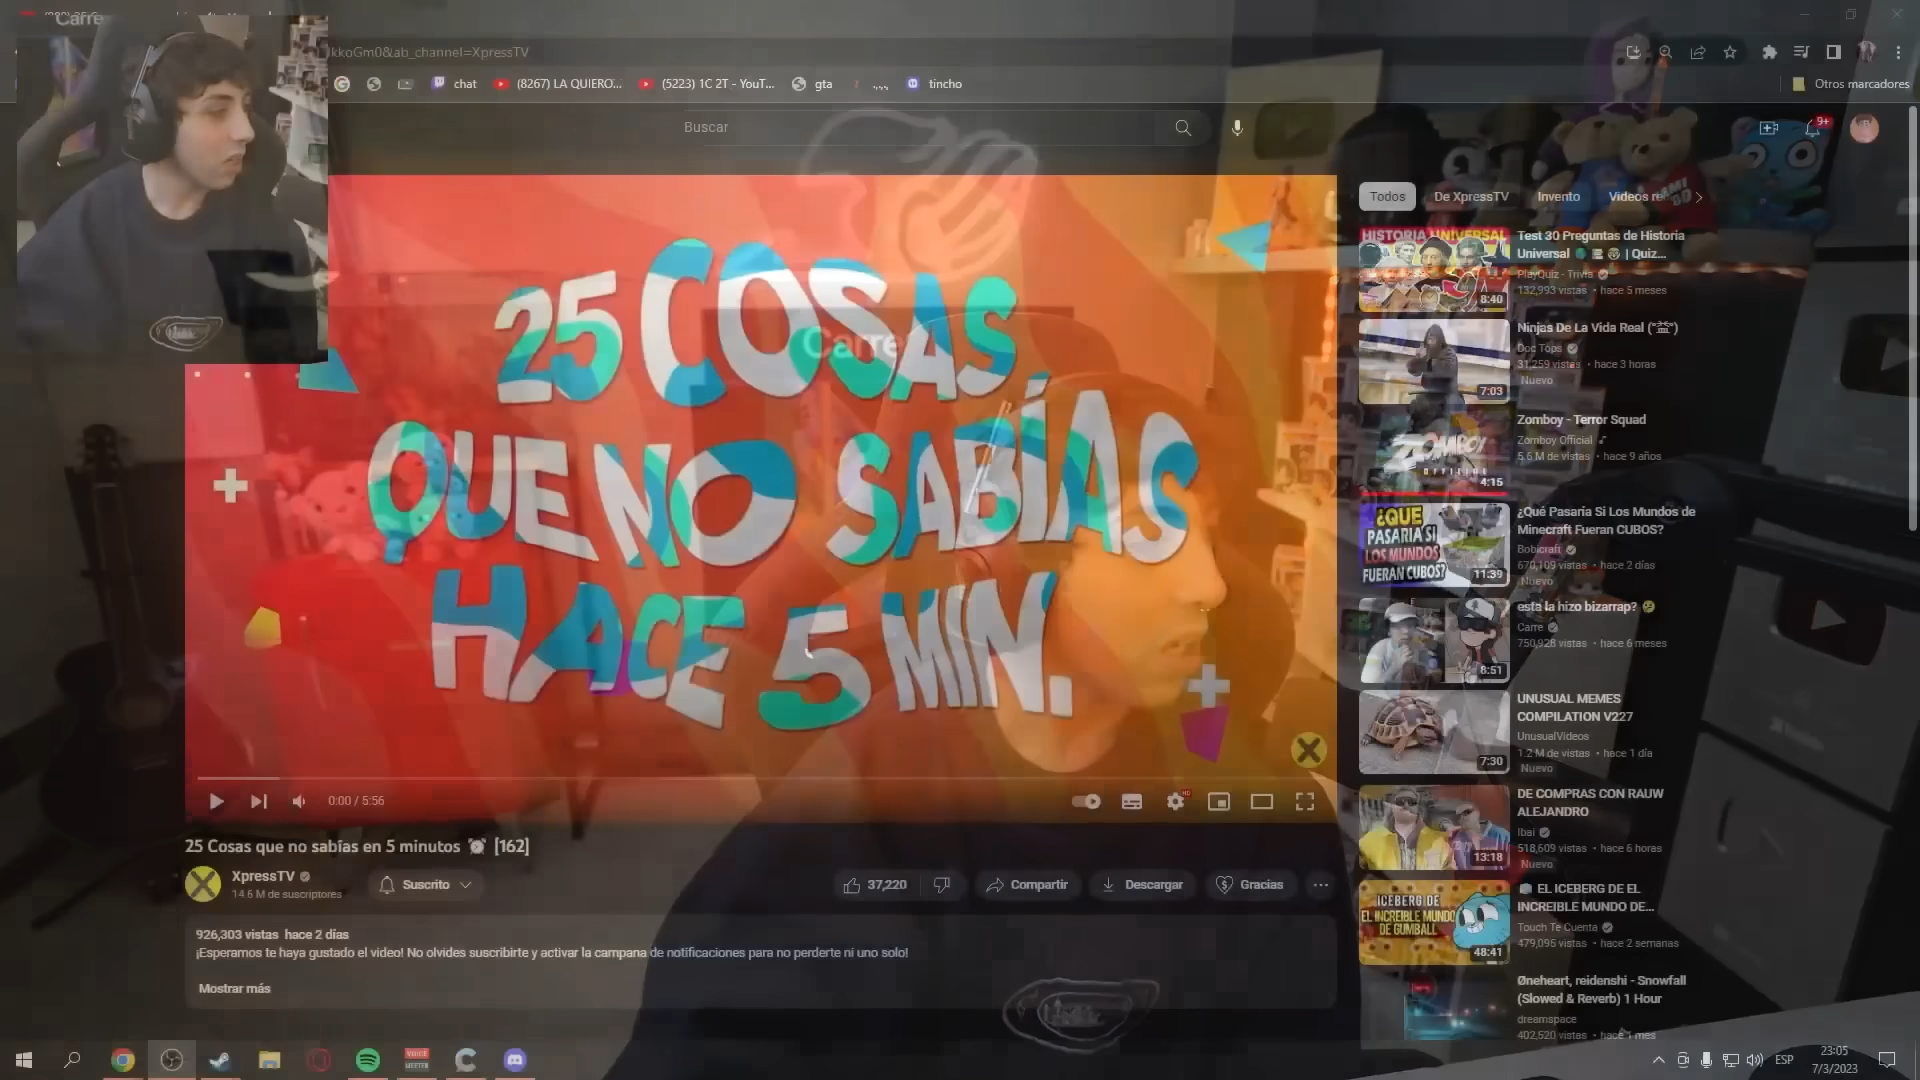 Carre
lkkoGm0&ab_channel=XpressTV
chat
(8267) LA QUIERO...
(5223) 1C 2T - YouT...
gta
tincho
Otros marcadores
Buscar
9+
25 COSAS
QUE NO SABÍAS
HACE 5 MIN.
Carre
0:00 / 5:56
25 Cosas que no sabías en 5 minutos ⏰ [162]
XpressTV
14.6 M de suscriptores
Suscrito
37,220
Compartir
Descargar
Gracias
926,303 vistas hace 2 días
¡Esperamos te haya gustado el video! No olvides suscribirte y activar la campana de notificaciones para no perderte ni uno solo!
Mostrar más
Todos
De XpressTV
Invento
Videos re
HISTORIA UNIVERSAL
8:40
Test 30 Preguntas de Historia
Universal | Quiz...
PlayQuiz - Trivia
132,993 vistas • hace 5 meses
7:03
Ninjas De La Vida Real
Doc Tops
31,259 vistas • hace 3 horas
Nuevo
ZOMBOY
OFFICIAL
4:15
Zomboy - Terror Squad
Zomboy Official
5.6 M de vistas • hace 9 años
¿QUE
PASARIA SI
LOS MUNDOS
FUERAN CUBOS?
11:39
¿Qué Pasaría Si Los Mundos de
Minecraft Fueran CUBOS?
Bobicraft
670,109 vistas • hace 2 días
Nuevo
8:51
esta la hizo bizarrap?
Carre
750,928 vistas • hace 6 meses
7:30
UNUSUAL MEMES
COMPILATION V227
UnusualVideos
1.2 M de vistas • hace 1 día
Nuevo
13:18
DE COMPRAS CON RAUW
ALEJANDRO
Ibai
518,609 vistas • hace 6 horas
Nuevo
ICEBERG DE
EL INCREIBLE MUNDO
DE GUMBALL
48:41
EL ICEBERG DE EL
INCREIBLE MUNDO DE...
Touch Te Cuenta
479,095 vistas • hace 2 semanas
Øneheart, reidenshi - Snowfall
(Slowed & Reverb) 1 Hour
dreamspace
402,520 vistas • hace 1 mes
ESP
23:05
7/3/2023